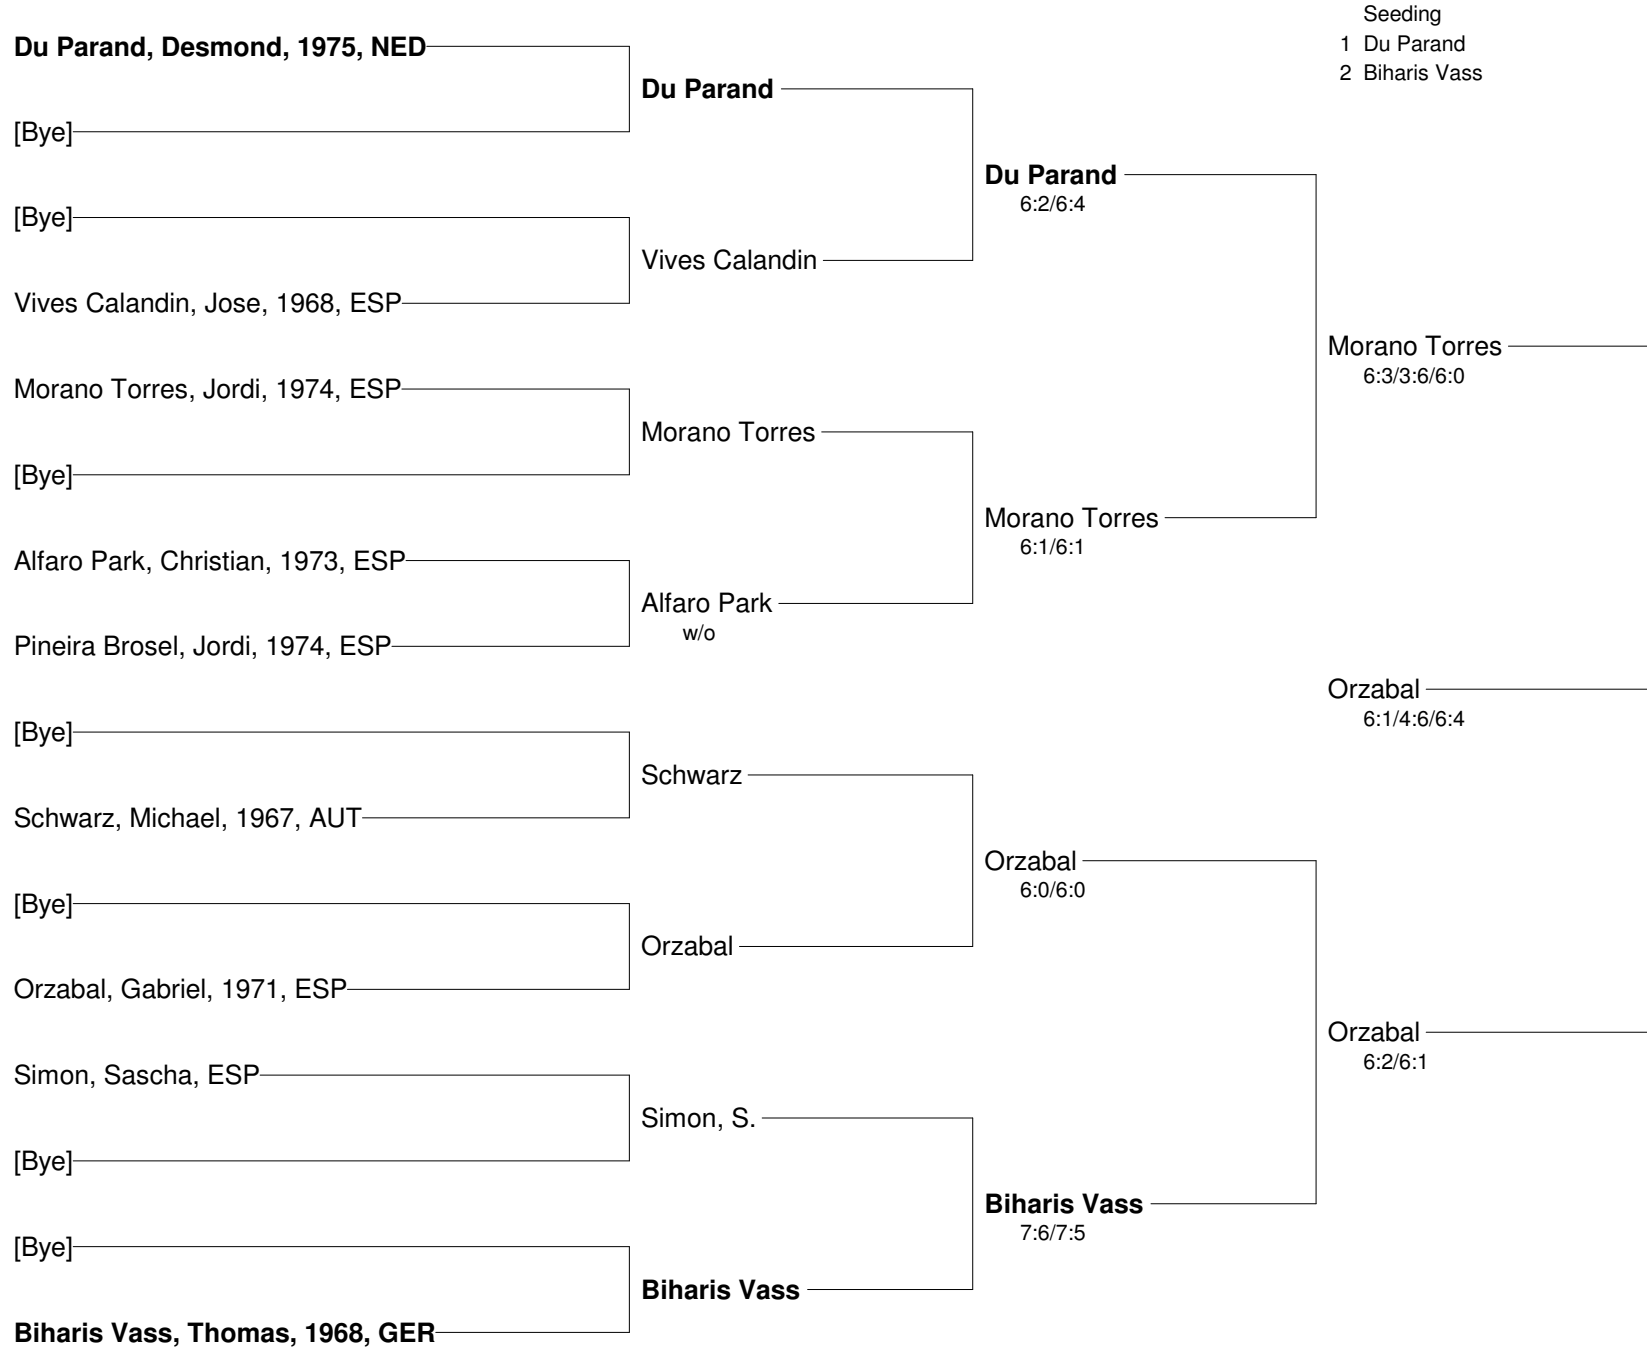 Seeding
1 Du Parand
2 Biharis Vass
Du Parand, Desmond, 1975, NED
[Bye]
[Bye]
Vives Calandin, Jose, 1968, ESP
Morano Torres, Jordi, 1974, ESP
[Bye]
Alfaro Park, Christian, 1973, ESP
Pineira Brosel, Jordi, 1974, ESP
[Bye]
Schwarz, Michael, 1967, AUT
[Bye]
Orzabal, Gabriel, 1971, ESP
Simon, Sascha, ESP
[Bye]
[Bye]
Biharis Vass, Thomas, 1968, GER
Du Parand
Vives Calandin
Morano Torres
Alfaro Park
w/o
Schwarz
Orzabal
Simon, S.
Biharis Vass
Du Parand
6:2/6:4
Morano Torres
6:1/6:1
Orzabal
6:0/6:0
Biharis Vass
7:6/7:5
Morano Torres
6:3/3:6/6:0
Orzabal
6:1/4:6/6:4
Orzabal
6:2/6:1